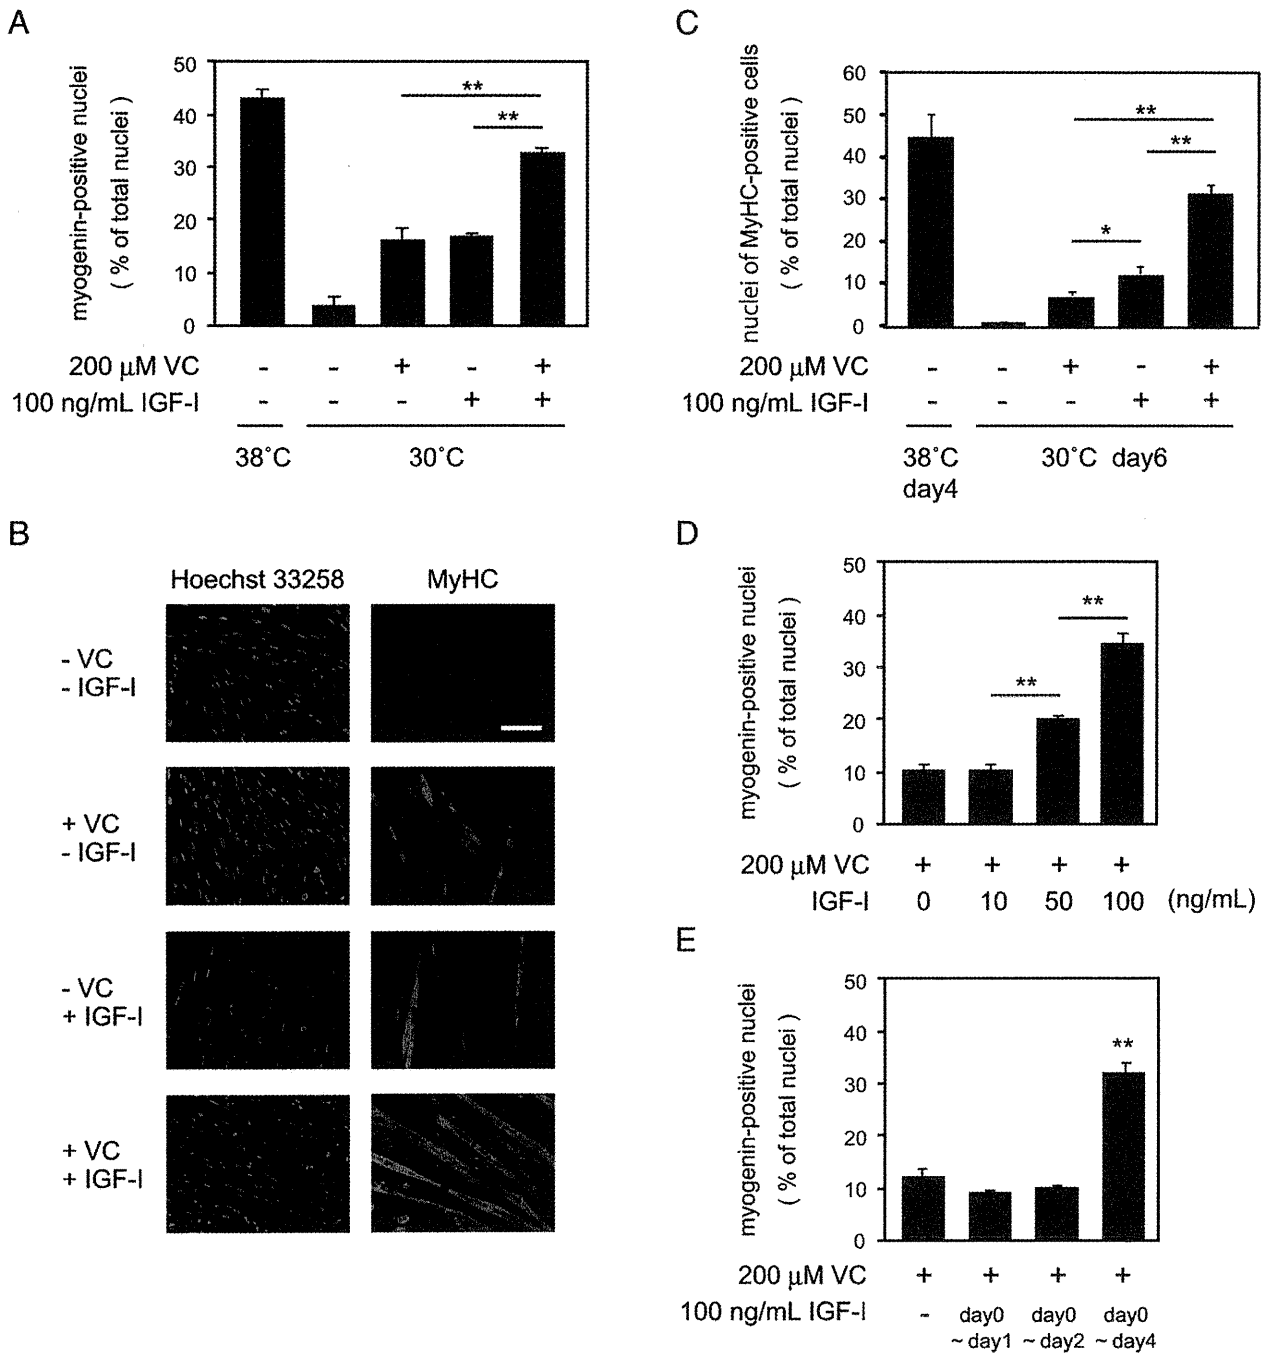 A
myogenin-positive nuclei
( % of total nuclei )
50
40
30
20
10
0
**
**
200 μM VC - - + - +
100 ng/mL IGF-I - - - + +
38˚C 30˚C
B
Hoechst 33258 MyHC
- VC
- IGF-I
+ VC
- IGF-I
- VC
+ IGF-I
+ VC
+ IGF-I
C
nuclei of MyHC-positive cells
( % of total nuclei )
60
50
40
30
20
10
0
**
**
*
200 μM VC - - + - +
100 ng/mL IGF-I - - - + +
38˚C 30˚C day6
day4
D
myogenin-positive nuclei
( % of total nuclei )
50
40
30
20
10
0
**
**
200 μM VC + + + +
IGF-I 0 10 50 100 (ng/mL)
E
myogenin-positive nuclei
( % of total nuclei )
50
40
30
20
10
0
**
200 μM VC + + + +
100 ng/mL IGF-I - day0 day0 day0
~ day1 ~ day2 ~ day4